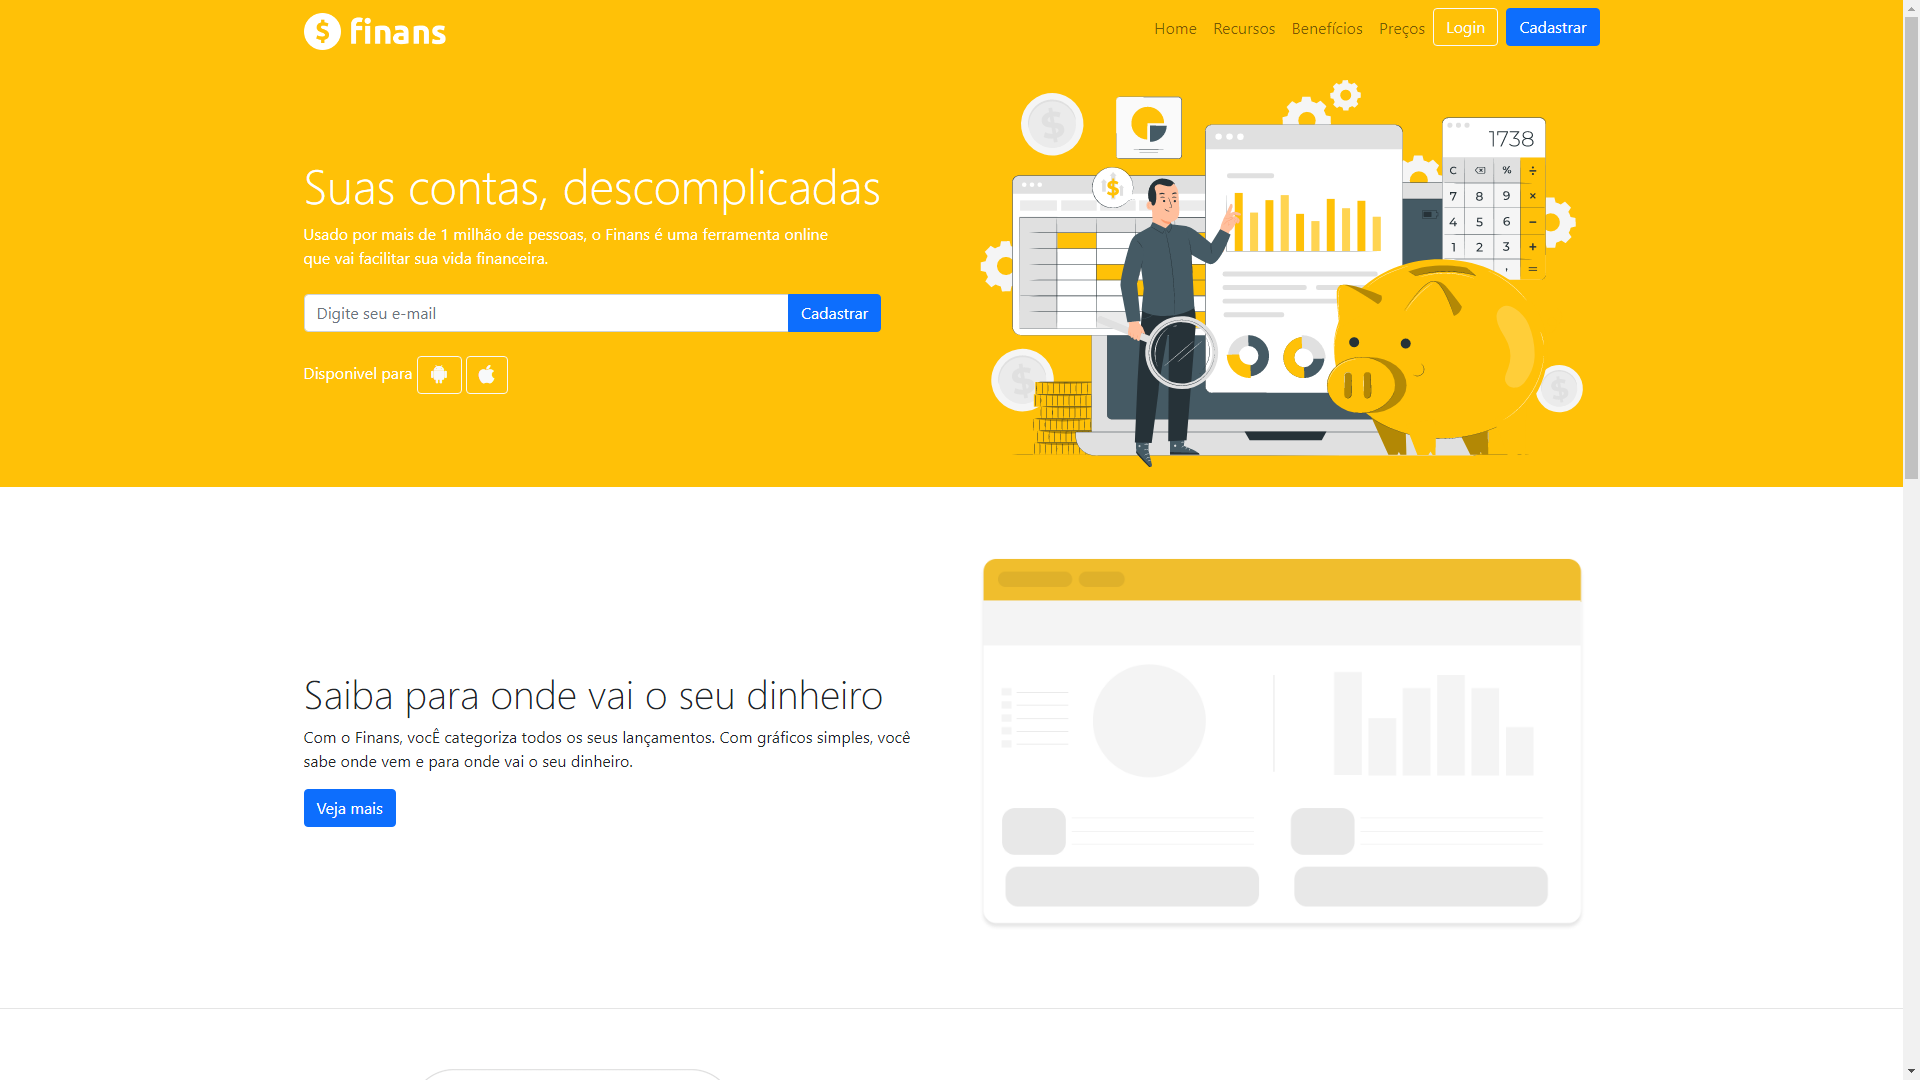 finans
Home Recursos Benefícios Preços Login Cadastrar
Suas contas, descomplicadas
Usado por mais de 1 milhão de pessoas, o Finans é uma ferramenta online
que vai facilitar sua vida financeira.
Digite seu e-mail Cadastrar
Disponivel para
$
$
1738
C % ÷
7 8 9 ×
4 5 6 −
1 2 3 +
, =
$
$
$
Saiba para onde vai o seu dinheiro
Com o Finans, vocÊ categoriza todos os seus lançamentos. Com gráficos simples, você
sabe onde vem e para onde vai o seu dinheiro.
Veja mais